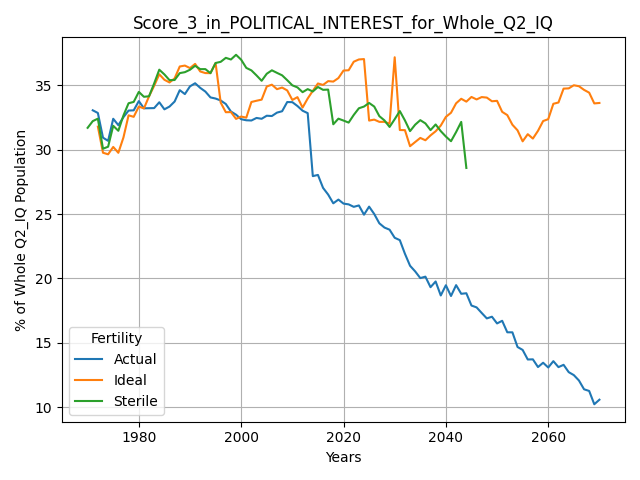 Score_3_in_POLITICAL_INTEREST_for_Whole_Q2_IQ
% of Whole Q2_IQ Population
35
30
25
20
15
10
Fertility
Actual
Ideal
Sterile
1980 2000 2020 2040 2060
Years